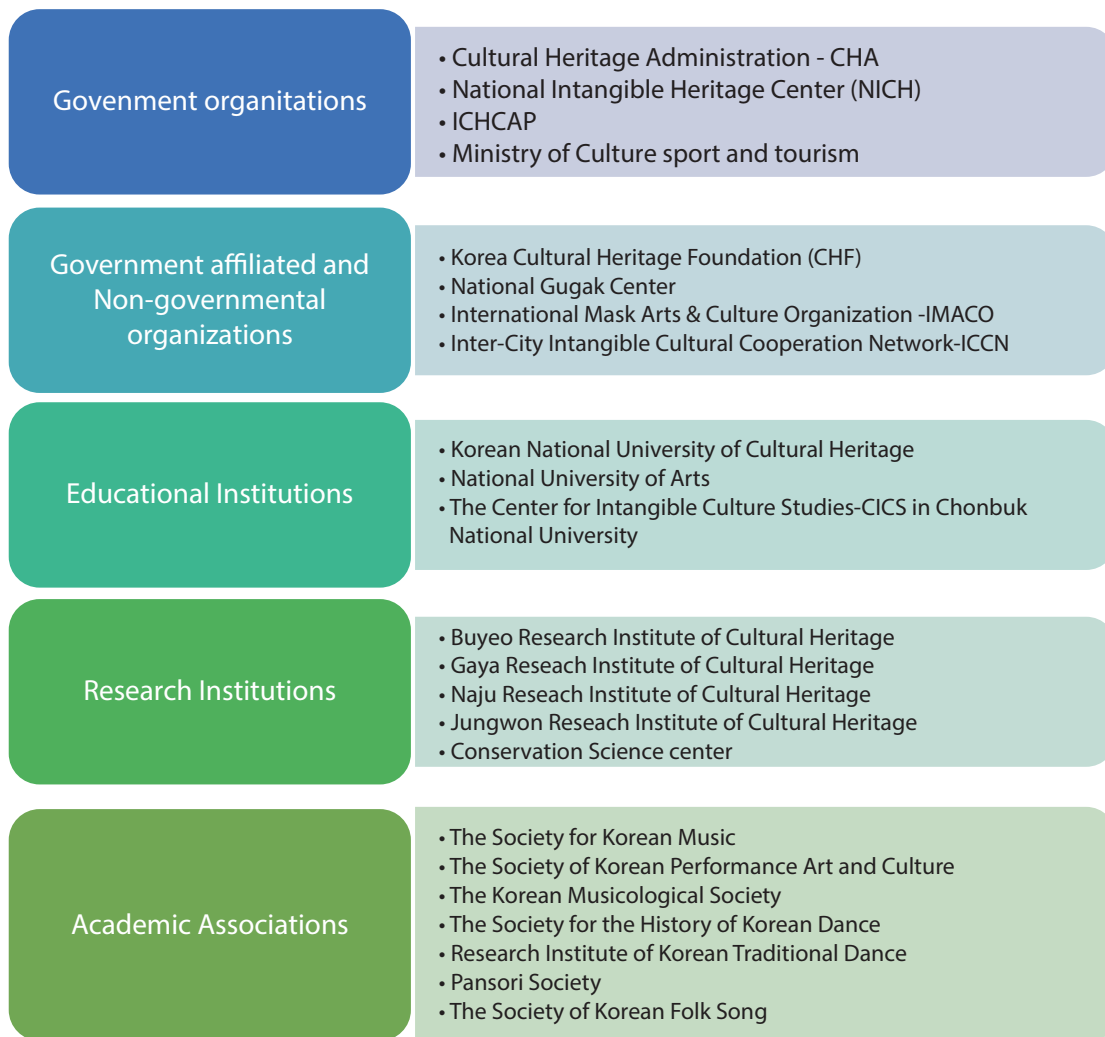 Govenment organitations
• Cultural Heritage Administration - CHA
• National Intangible Heritage Center (NICH)
• ICHCAP
• Ministry of Culture sport and tourism
Government affiliated and
Non-governmental
organizations
• Korea Cultural Heritage Foundation (CHF)
• National Gugak Center
• International Mask Arts & Culture Organization -IMACO
• Inter-City Intangible Cultural Cooperation Network-ICCN
Educational Institutions
• Korean National University of Cultural Heritage
• National University of Arts
• The Center for Intangible Culture Studies-CICS in Chonbuk
National University
Research Institutions
• Buyeo Research Institute of Cultural Heritage
• Gaya Reseach Institute of Cultural Heritage
• Naju Reseach Institute of Cultural Heritage
• Jungwon Reseach Institute of Cultural Heritage
• Conservation Science center
Academic Associations
• The Society for Korean Music
• The Society of Korean Performance Art and Culture
• The Korean Musicological Society
• The Society for the History of Korean Dance
• Research Institute of Korean Traditional Dance
• Pansori Society
• The Society of Korean Folk Song